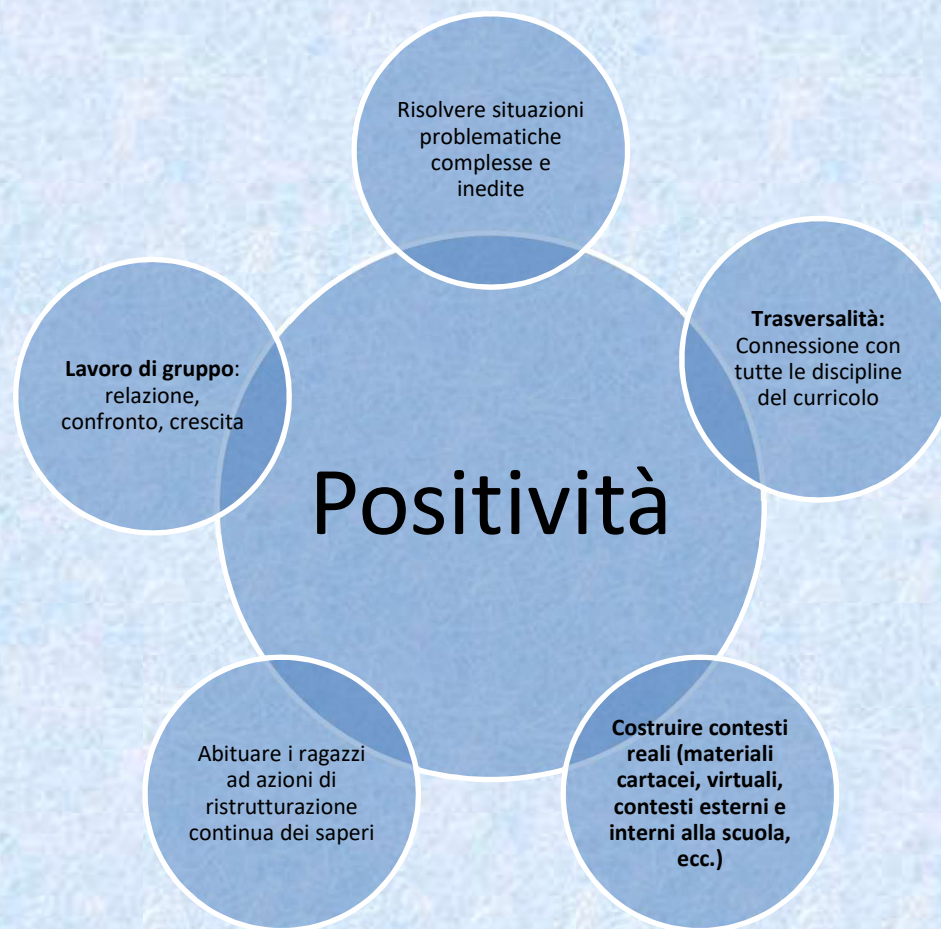 Risolvere situazioni
problematiche
complesse e
inedite
Trasversalità:
Connessione con
tutte le discipline
del curricolo
Lavoro di gruppo:
relazione,
confronto, crescita
Positività
Costruire contesti
reali (materiali
cartacei, virtuali,
contesti esterni e
interni alla scuola,
ecc.)
Abituare i ragazzi
ad azioni di
ristrutturazione
continua dei saperi